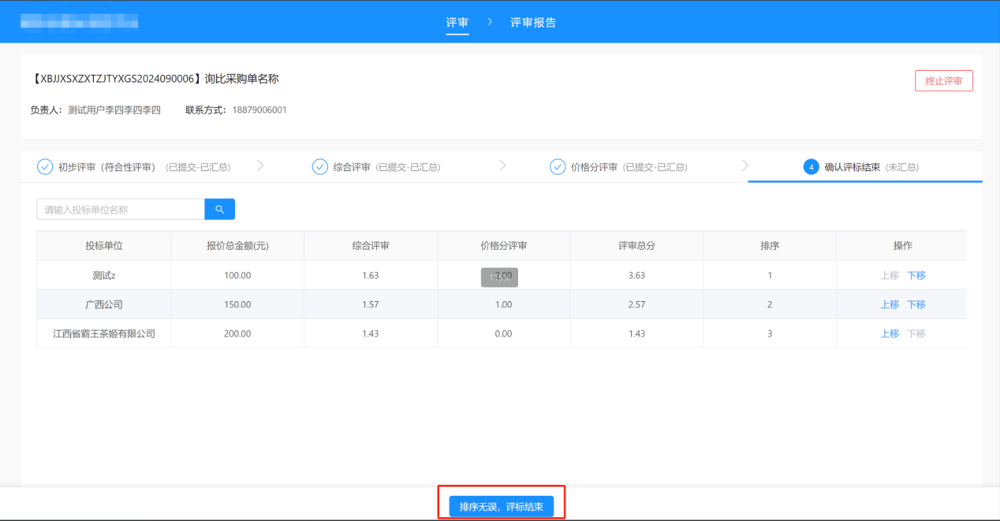 评审 > 评审报告
【XBJJXSXZXTZJTYXGS2024090006】询比采购单名称
终止评审
负责人： 测试用户李四李四李四 联系方式： 18879006001
初步评审（符合性评审） (已提交-已汇总) 综合评审 (已提交-已汇总) 价格分评审 (已提交-已汇总) 4 确认评标结束 (未汇总)
请输入投标单位名称
投标单位 报价总金额(元) 综合评审 价格分评审 评审总分 排序 操作
测试z 100.00 1.63 2.00 3.63 1 上移 下移
广西公司 150.00 1.57 1.00 2.57 2 上移 下移
江西省霸王茶姬有限公司 200.00 1.43 0.00 1.43 3 上移 下移
排序无误，评标结束